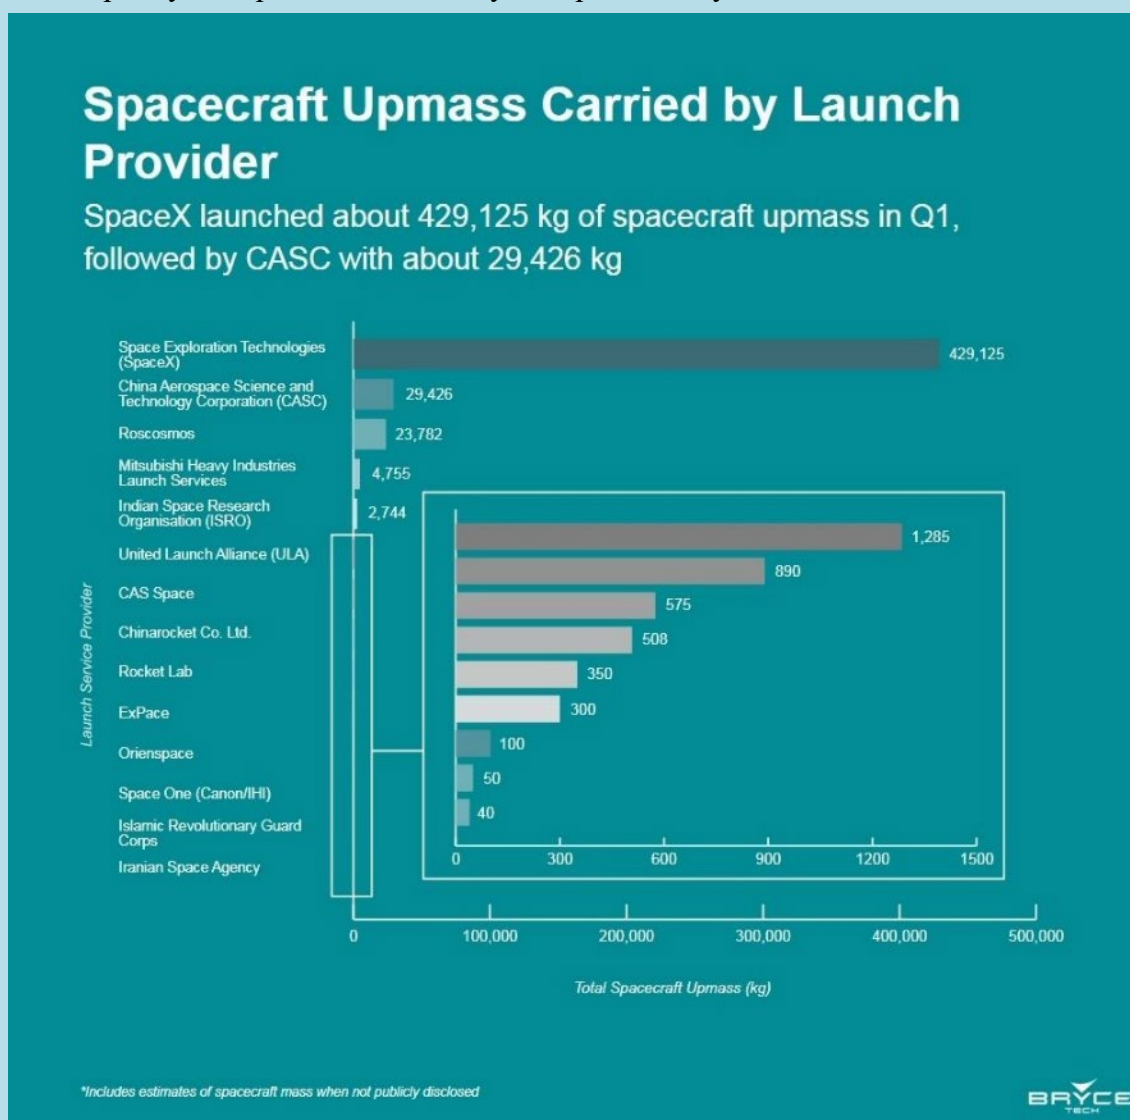 Spacecraft Upmass Carried by Launch
Provider
SpaceX launched about 429,125 kg of spacecraft upmass in Q1,
followed by CASC with about 29,426 kg
Space Exploration Technologies
(SpaceX)
429,125
China Aerospace Science and
Technology Corporation (CASC)
29,426
Roscosmos
23,782
Mitsubishi Heavy Industries
Launch Services
4,755
Indian Space Research
Organisation (ISRO)
2,744
United Launch Alliance (ULA)
1,285
CAS Space
890
Chinarocket Co. Ltd.
575
Rocket Lab
508
ExPace
350
Orienspace
300
Space One (Canon/IHI)
100
Islamic Revolutionary Guard
Corps
50
Iranian Space Agency
40
0 300 600 900 1200 1500
0 100,000 200,000 300,000 400,000 500,000
Launch Service Provider
Total Spacecraft Upmass (kg)
*Includes estimates of spacecraft mass when not publicly disclosed
BRYCE
TECH